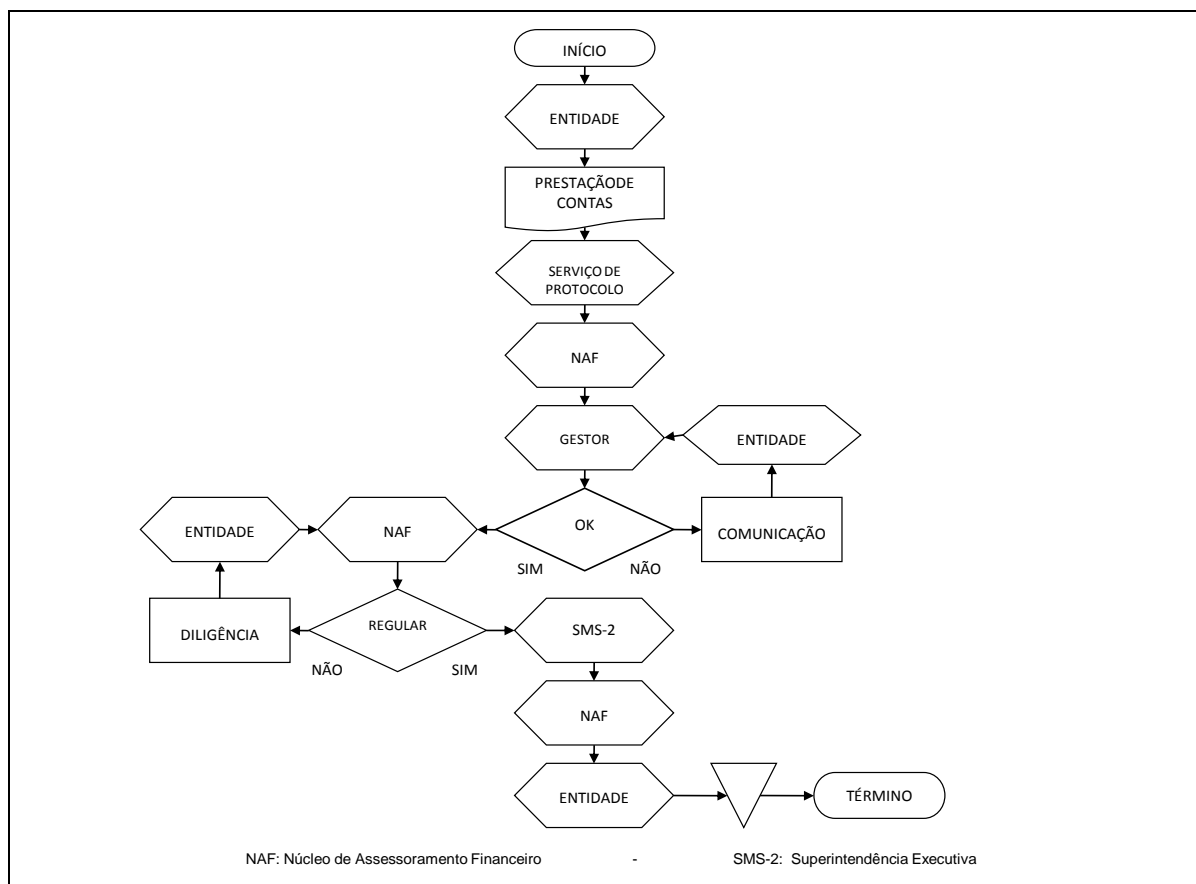 INÍCIO
ENTIDADE
PRESTAÇÃODE
CONTAS
SERVIÇO DE
PROTOCOLO
NAF
GESTOR
ENTIDADE
ENTIDADE
NAF
OK
COMUNICAÇÃO
SIM
NÃO
DILIGÊNCIA
REGULAR
SMS-2
NÃO
SIM
NAF
ENTIDADE
TÉRMINO
NAF: Núcleo de Assessoramento Financeiro - SMS-2: Superintendência Executiva